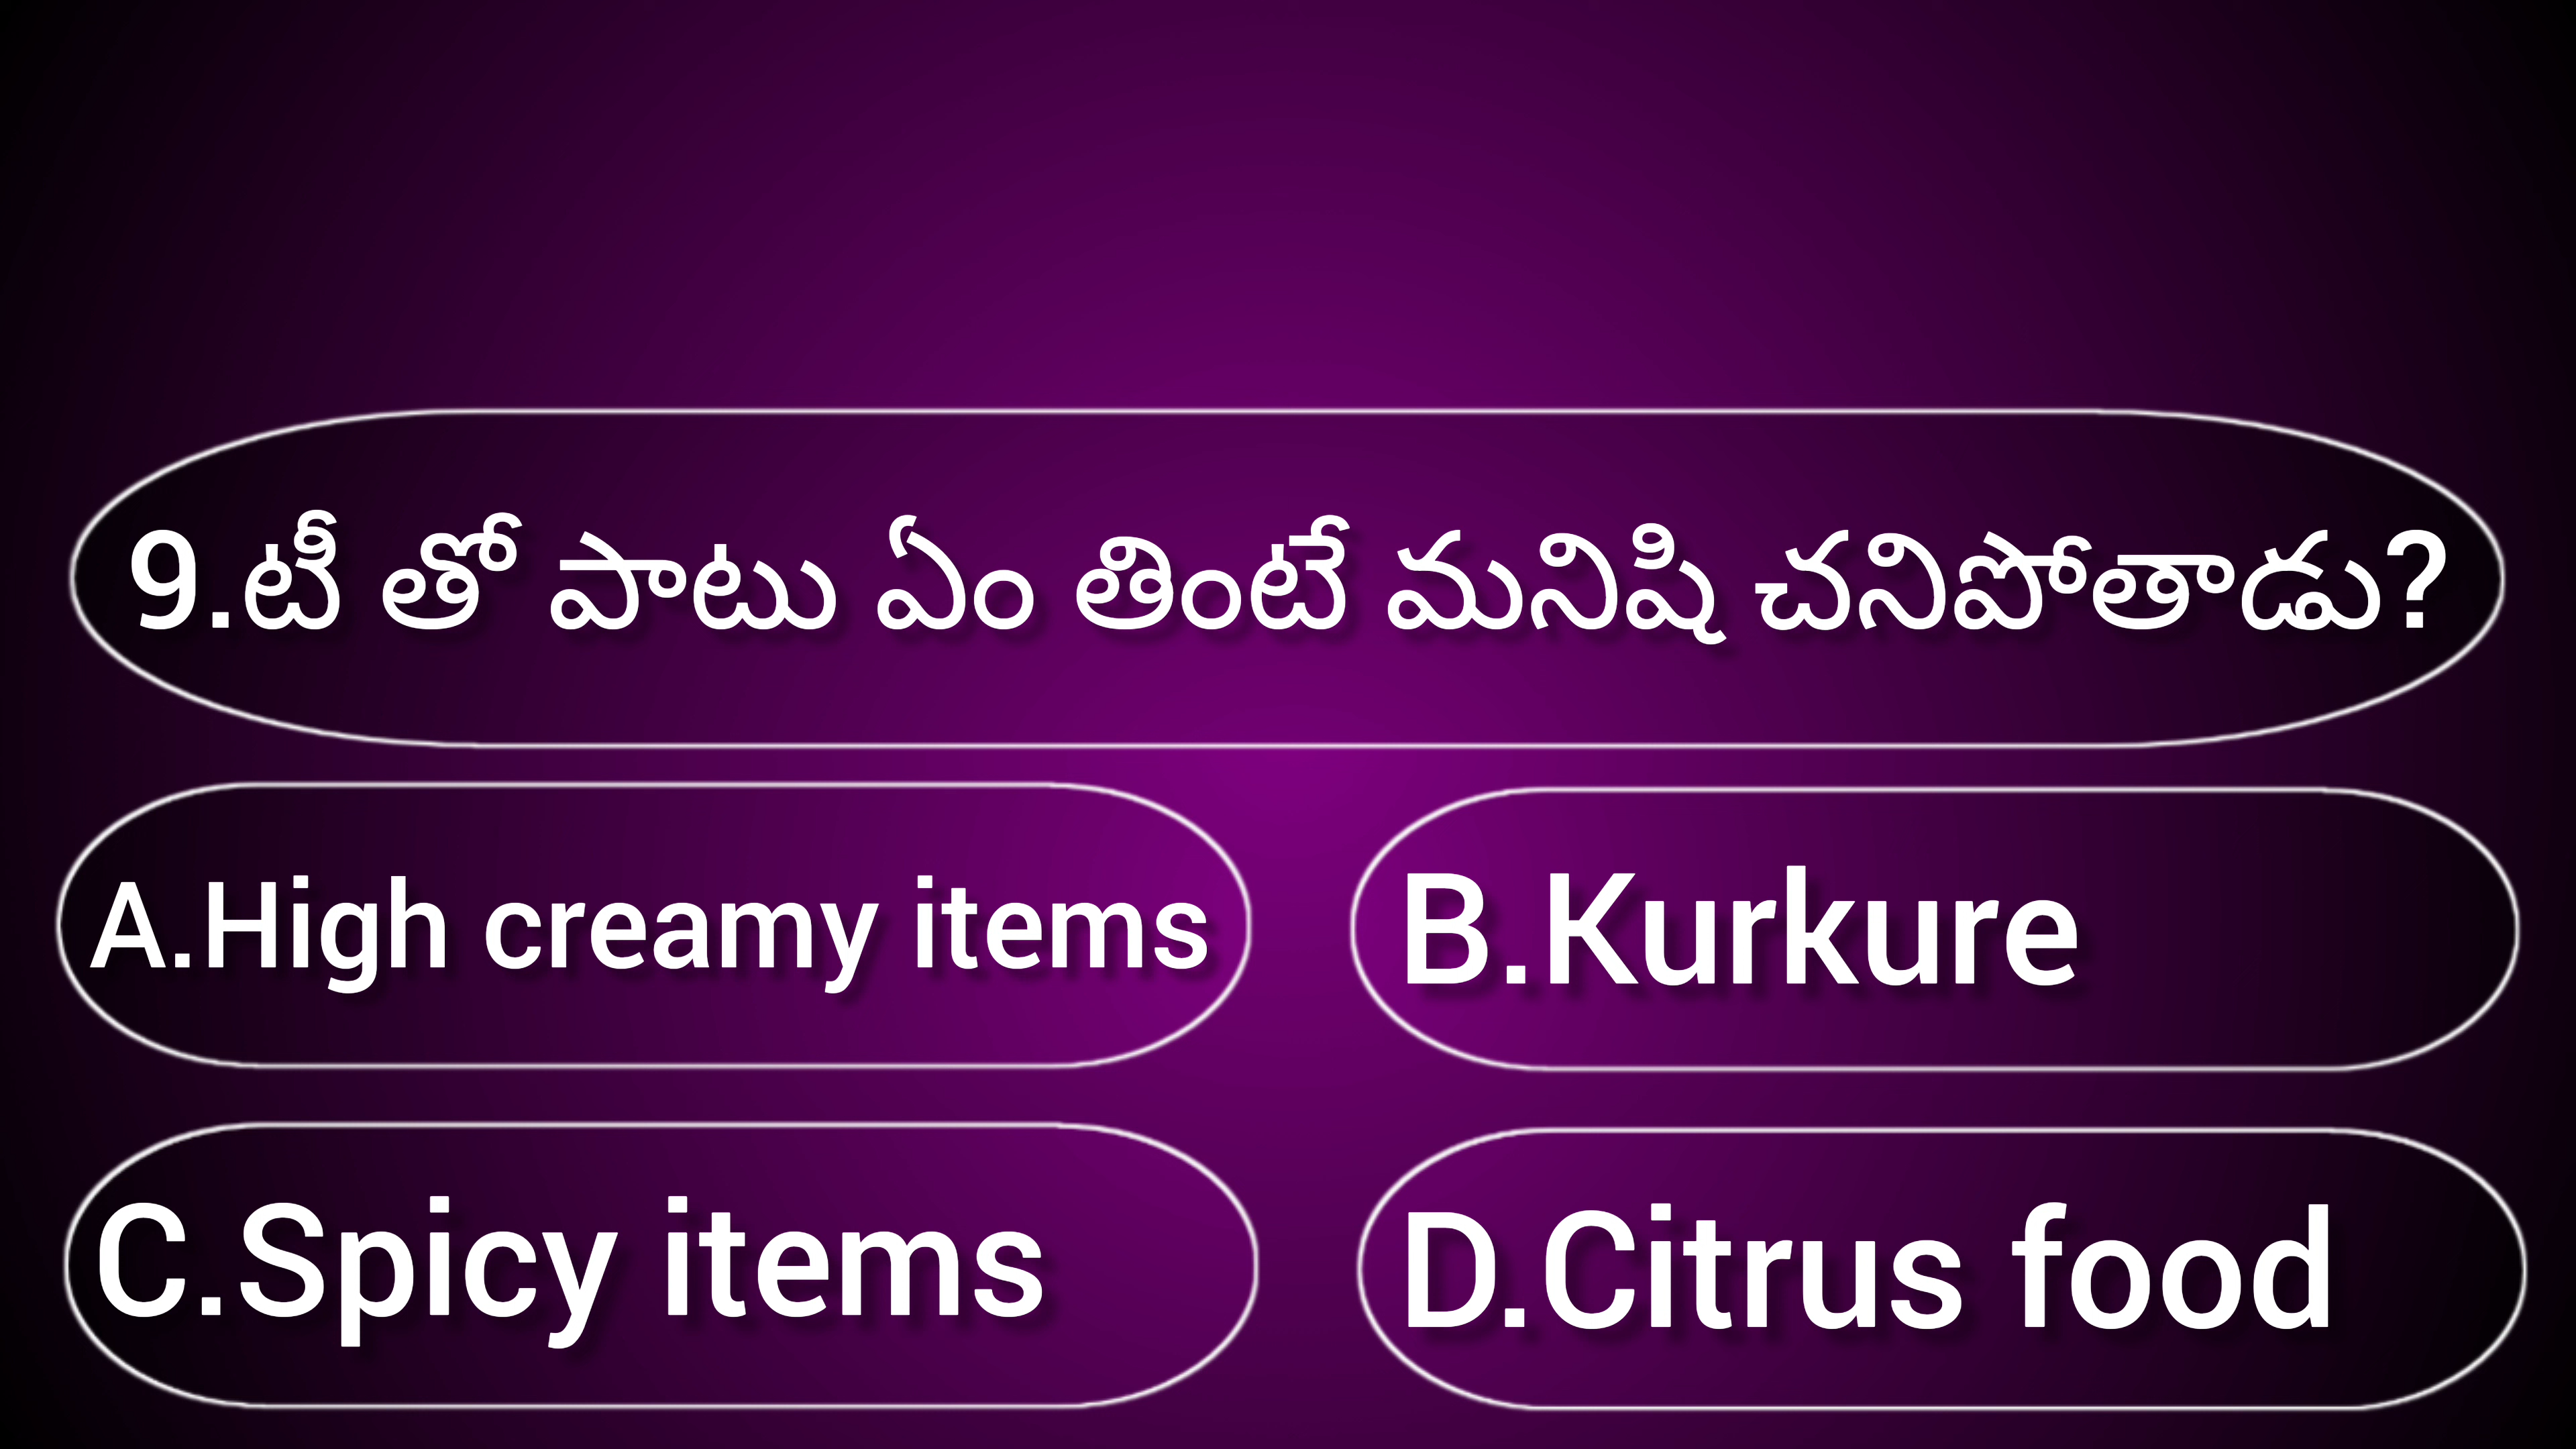 9.టీ తో పాటు ఏం తింటే మనిషి చనిపోతాడు?
A.High creamy items
B.Kurkure
C.Spicy items
D.Citrus food